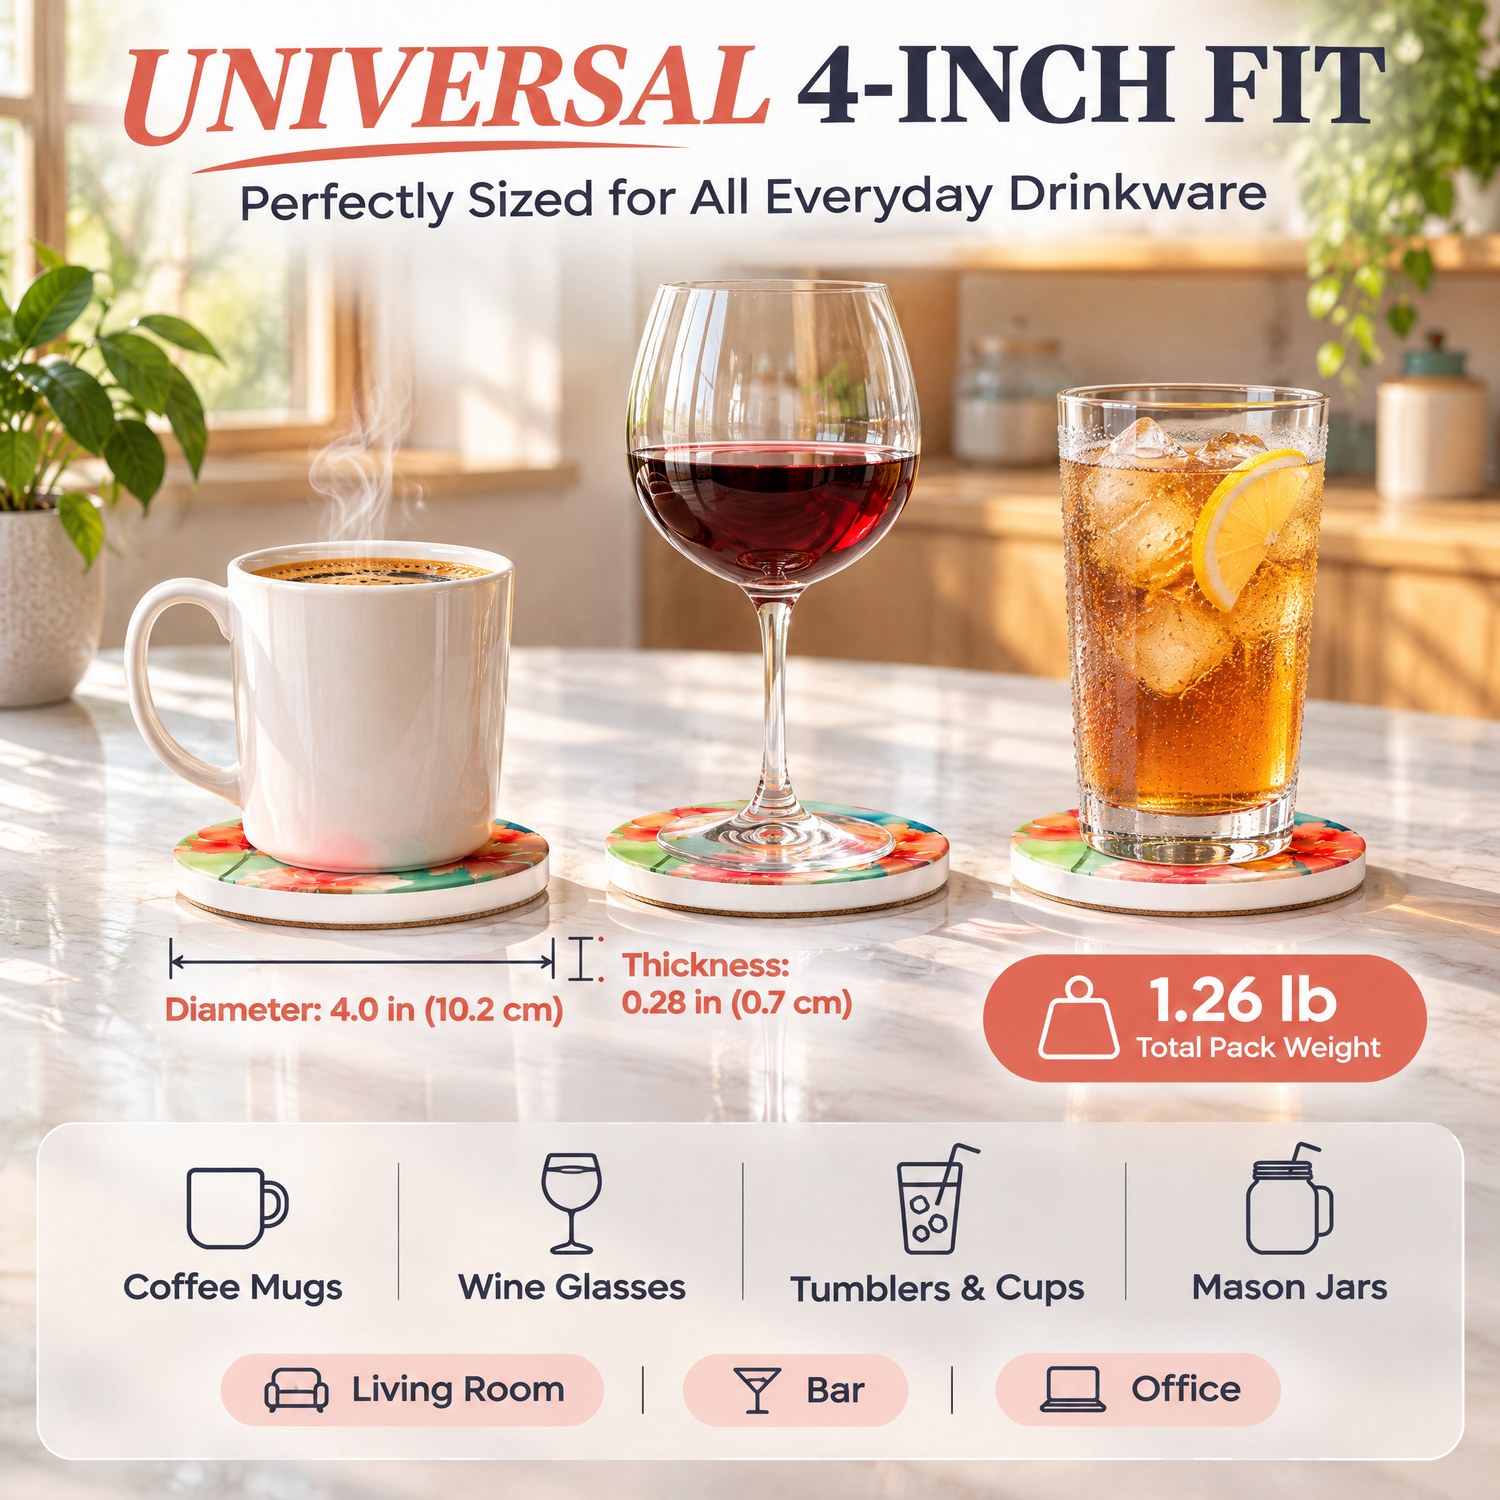 UNIVERSAL 4-INCH FIT
Perfectly Sized for All Everyday Drinkware
Diameter: 4.0 in (10.2 cm)
Thickness:
0.28 in (0.7 cm)
1.26 lb
Total Pack Weight
Coffee Mugs
Wine Glasses
Tumblers & Cups
Mason Jars
Living Room
Bar
Office